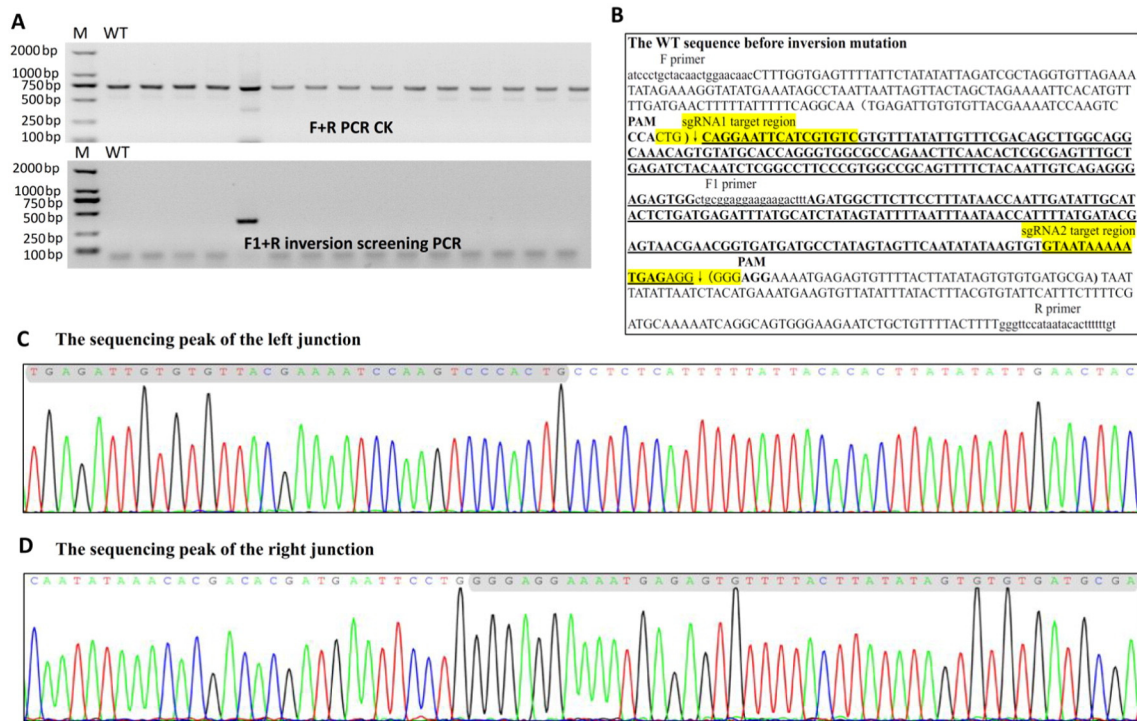 A
M WT
2000 bp
1000 bp
750 bp
500 bp
250 bp
100 bp
F+R PCR CK
M WT
2000 bp
1000 bp
750 bp
500 bp
250 bp
100 bp
F1+R inversion screening PCR
B
The WT sequence before inversion mutation
F primer
atccctgctacaactggaacaacCTTTGGTGAGTTTTATTCTATATATTAGATCGCTAGGTGTTAGAAA
TATAGAAAGGTATATGAAATAGCCTAATTAATTAGTTACTAGCTAGAAATTCACATGTT
TTGATGAACTTTTTATTTTTCAGGCAA (TGAGATTGTGTGTTACGAAAATCCAAGTC
PAM sgRNA1 target region
CCACTG)↓CAGGAATTCATCGTGTCGTGTTTATATTGTTTCGACAGCTTGGCAGG
CAAACAGTGTATGCACCAGGGTGGCGCCAGAACTTCAACACTCGCGAGTTTGCT
GAGATCTACAATCTCGGCCTTCCCGTGGCCGCAGTTTTCTACAATTGTCAGAGGG
F1 primer
AGAGTGGctgcggaggaagaagactttAGATGGCTTCTTCCTTTATAACCAATTGATATTGCAT
ACTCTGATGAGATTTATGCATCTATAGTATTTTAATTTAATAACCATTTTATGATACG
sgRNA2 target region
AGTAACGAACGGTGATGATGCCTATAGTAGTTCAATATATAAGTGTGTAATAAAAA
PAM
TGAGAGG↓(GGGAGGAAAATGAGAGTGTTTTACTTATATAGTGTGTGATGCGA) TAAT
TATATTAATCTACATGAAATGAAGTGTTATATTTATACTTTACGTGTATTCATTTCTTTTCG
R primer
ATGCAAAAATCAGGCAGTGGGAAGAATCTGCTGTTTTACTTTTgggttccataatacacttttttgt
C The sequencing peak of the left junction
TGAGATTGTGTGTTACGAAAATCCAAGTCCCACTGCCTCTCATTTTTATTACACACTTATATATTGAACTAC
D The sequencing peak of the right junction
CAATATAAACACGACACGATGAATTCCTGGGGAGGAAAATGAGAGTGTTTTACTTATATAGTGTGTGATGCGA